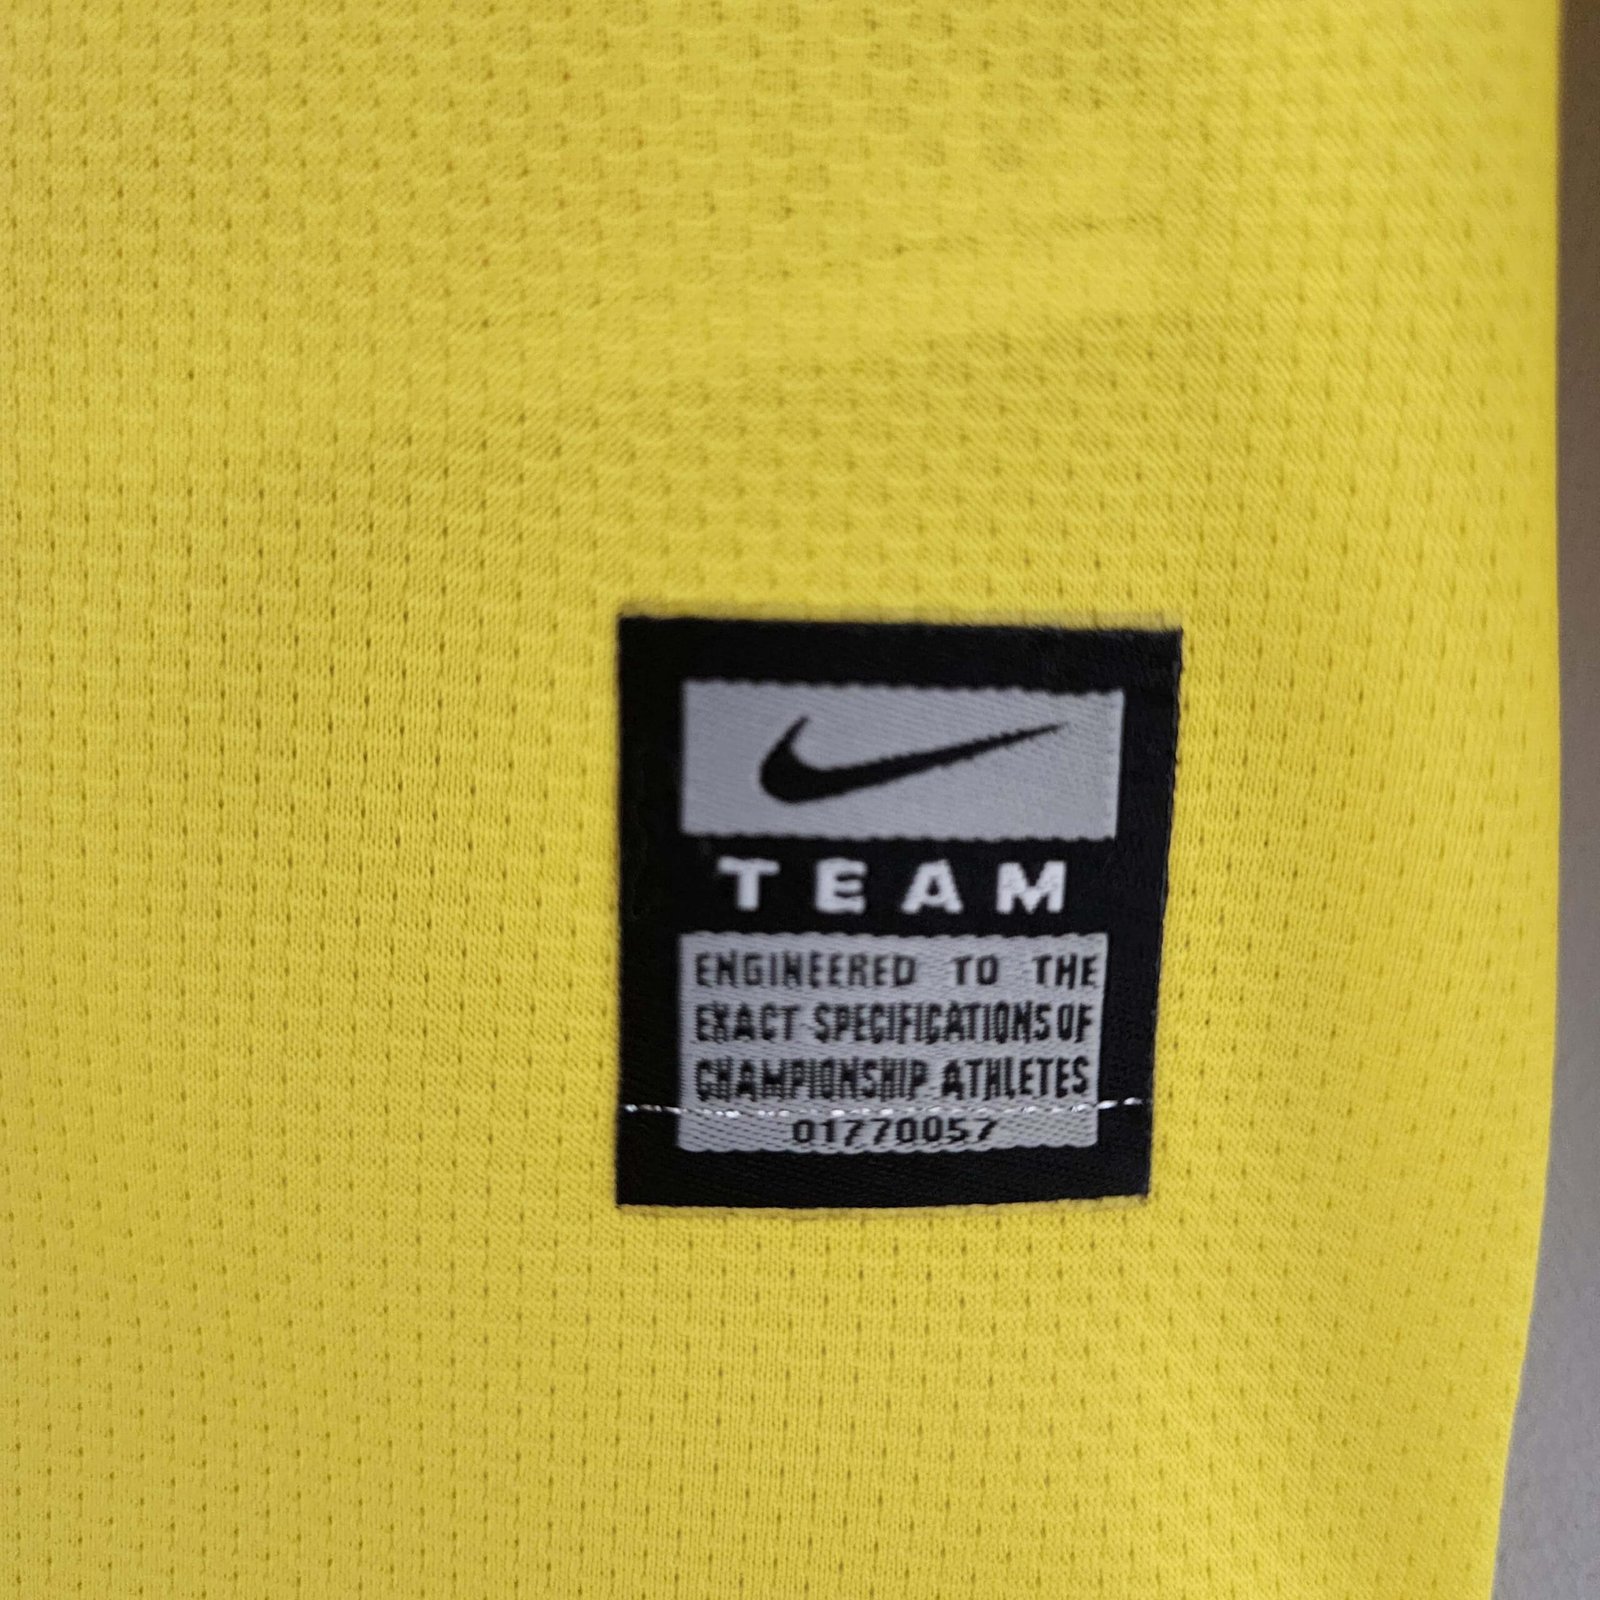 TEAM
ENGINEERED TO THE
EXACT SPECIFICATIONS OF
CHAMPIONSHIP ATHLETES
01770057